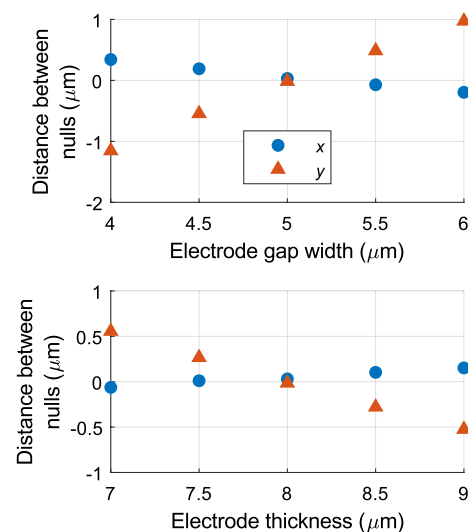 Distance between
nulls (μm)
1
0
-1
-2
x
y
4
4.5
5
5.5
6
Electrode gap width (μm)
Distance between
nulls (μm)
1
0.5
0
-0.5
-1
7
7.5
8
8.5
9
Electrode thickness (μm)